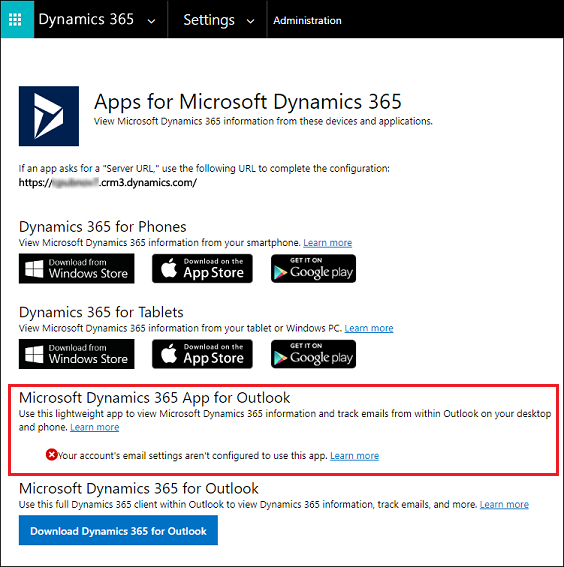 Dynamics 365
Settings
Administration
Apps for Microsoft Dynamics 365
View Microsoft Dynamics 365 information from these devices and applications.
If an app asks for a "Server URL," use the following URL to complete the configuration:
https:// .crm3.dynamics.com/
Dynamics 365 for Phones
View Microsoft Dynamics 365 information from your smartphone. Learn more
Download from
Windows Store
Download on the
App Store
GET IT ON
Google play
Dynamics 365 for Tablets
View Microsoft Dynamics 365 information from your tablet or Windows PC. Learn more
Download from
Windows Store
Download on the
App Store
GET IT ON
Google play
Microsoft Dynamics 365 App for Outlook
Use this lightweight app to view Microsoft Dynamics 365 information and track emails from within Outlook on your desktop
and phone. Learn more
Your account's email settings aren't configured to use this app. Learn more
Microsoft Dynamics 365 for Outlook
Use this full Dynamics 365 client within Outlook to view Dynamics 365 information, track emails, and more. Learn more
Download Dynamics 365 for Outlook